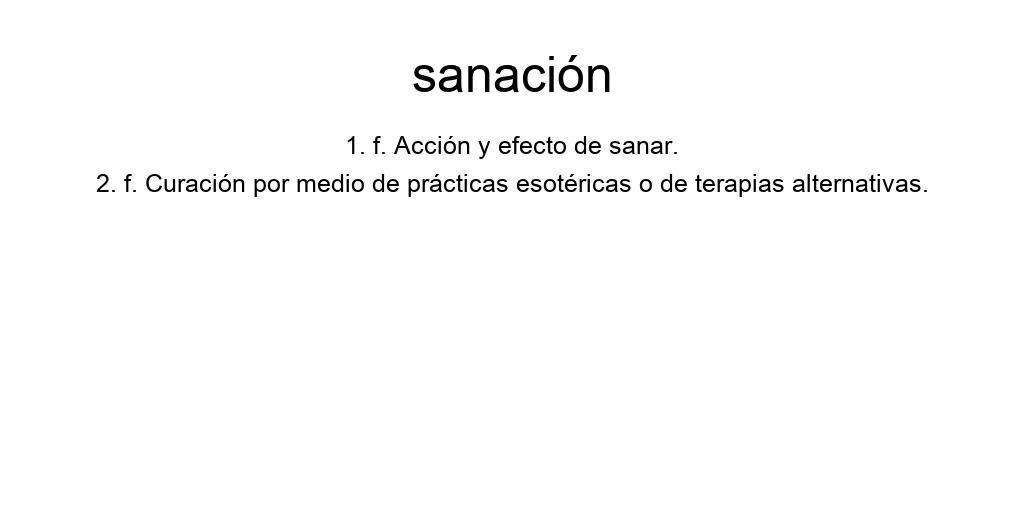 sanación
1. f. Acción y efecto de sanar.
2. f. Curación por medio de prácticas esotéricas o de terapias alternativas.